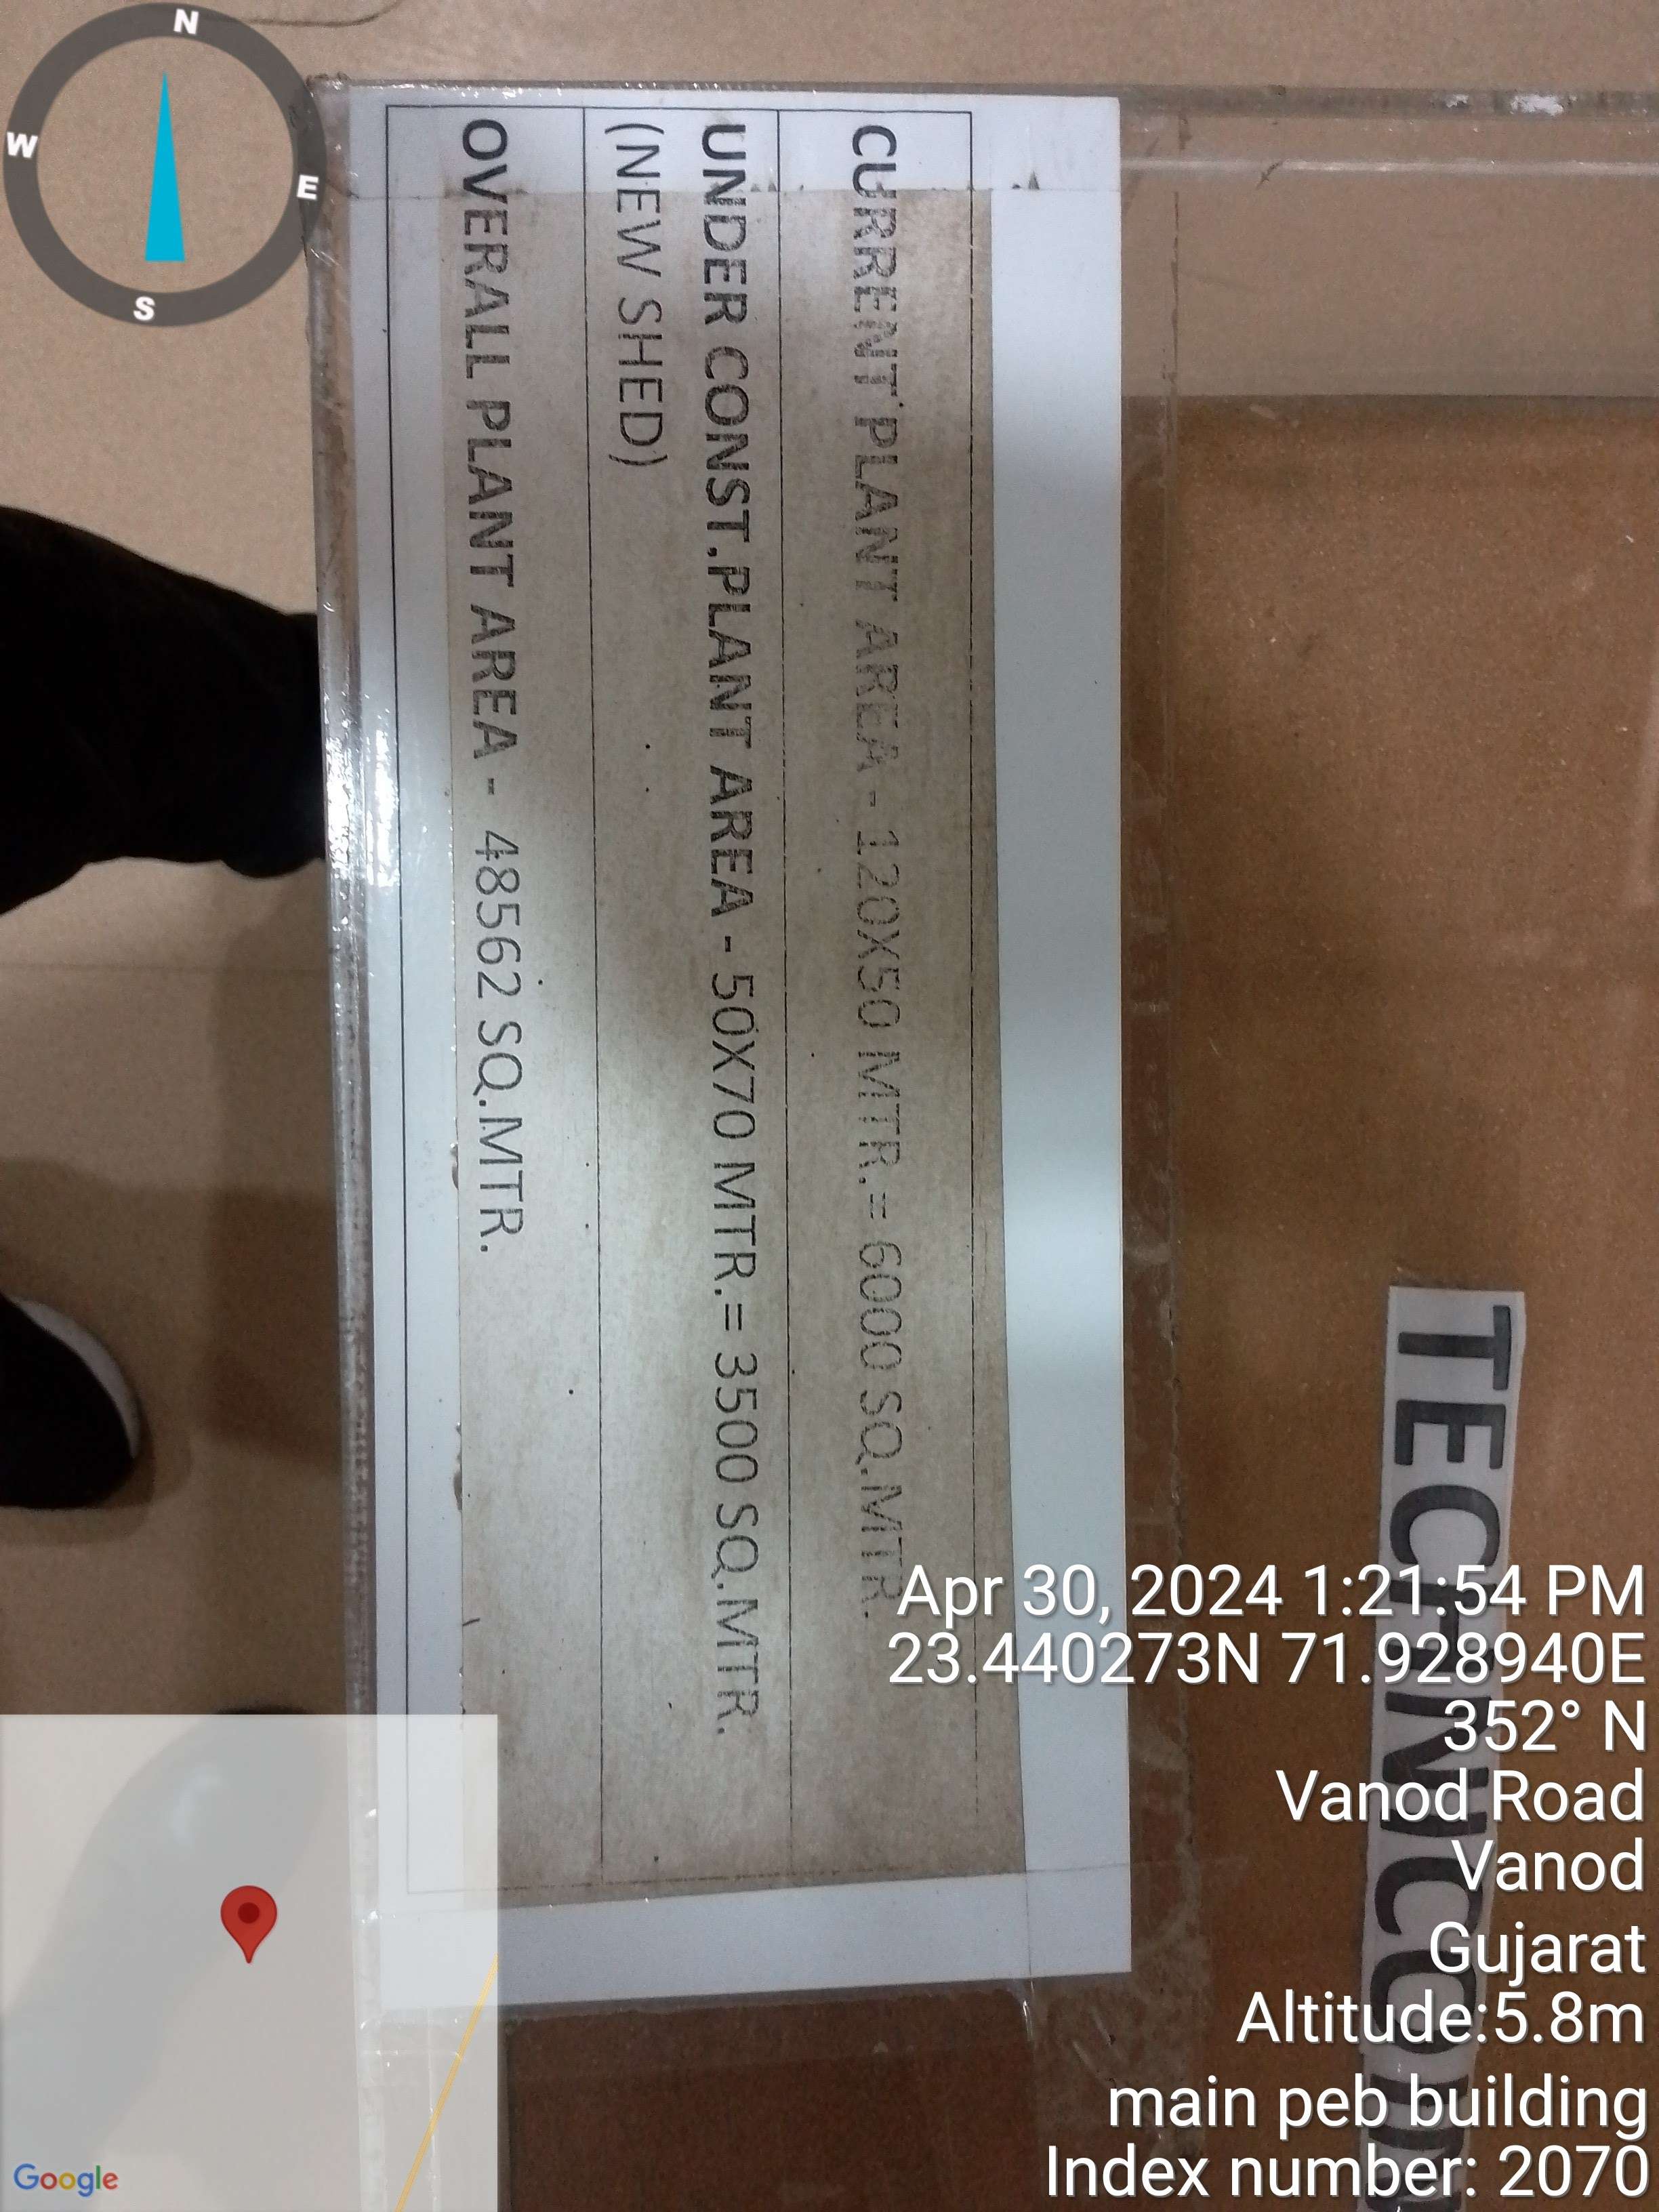 CURRENT PLANT AREA - 120X50 MTR.= 6000 SQ.MTR.
UNDER CONST.PLANT AREA - 50X70 MTR.= 3500 SQ.MTR.
(NEW SHED)
OVERALL PLANT AREA - 48562 SQ.MTR.
N
W
E
S
Apr 30, 2024 1:21:54 PM
23.440273N 71.928940E
352° N
Vanod Road
Vanod
Gujarat
Altitude:5.8m
main peb building
Index number: 2070
Google